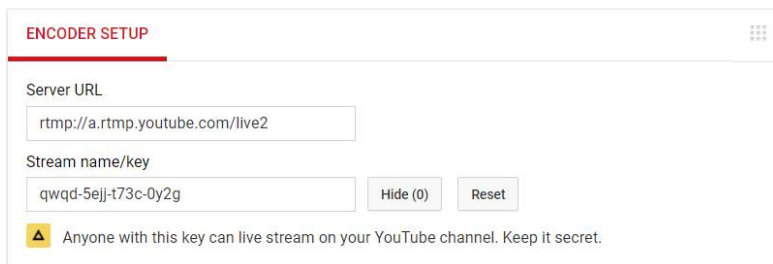 ENCODER SETUP
Server URL
rtmp://a.rtmp.youtube.com/live2
Stream name/key
qwqd-5ejj-t73c-0y2g Hide (0) Reset
Anyone with this key can live stream on your YouTube channel. Keep it secret.